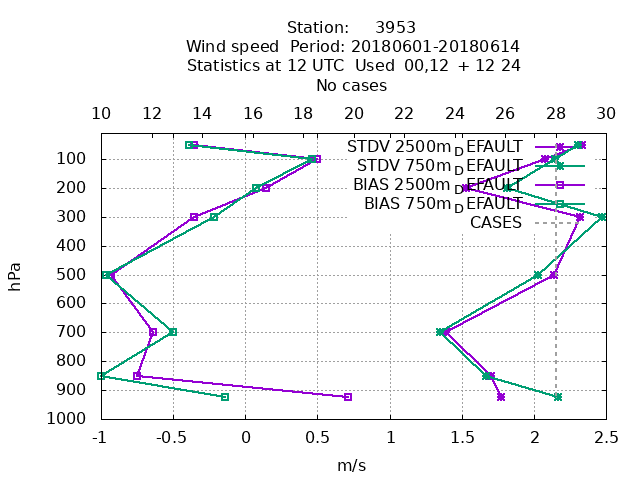 Station: 3953
Wind speed Period: 20180601-20180614
Statistics at 12 UTC Used 00,12 + 12 24
No cases
10 12 14 16 18 20 22 24 26 28 30
STDV 2500m_DEFAULT
STDV 750m_DEFAULT
BIAS 2500m_DEFAULT
BIAS 750m_DEFAULT
CASES
100
200
300
400
500
600
700
800
900
1000
hPa
-1 -0.5 0 0.5 1 1.5 2 2.5
m/s